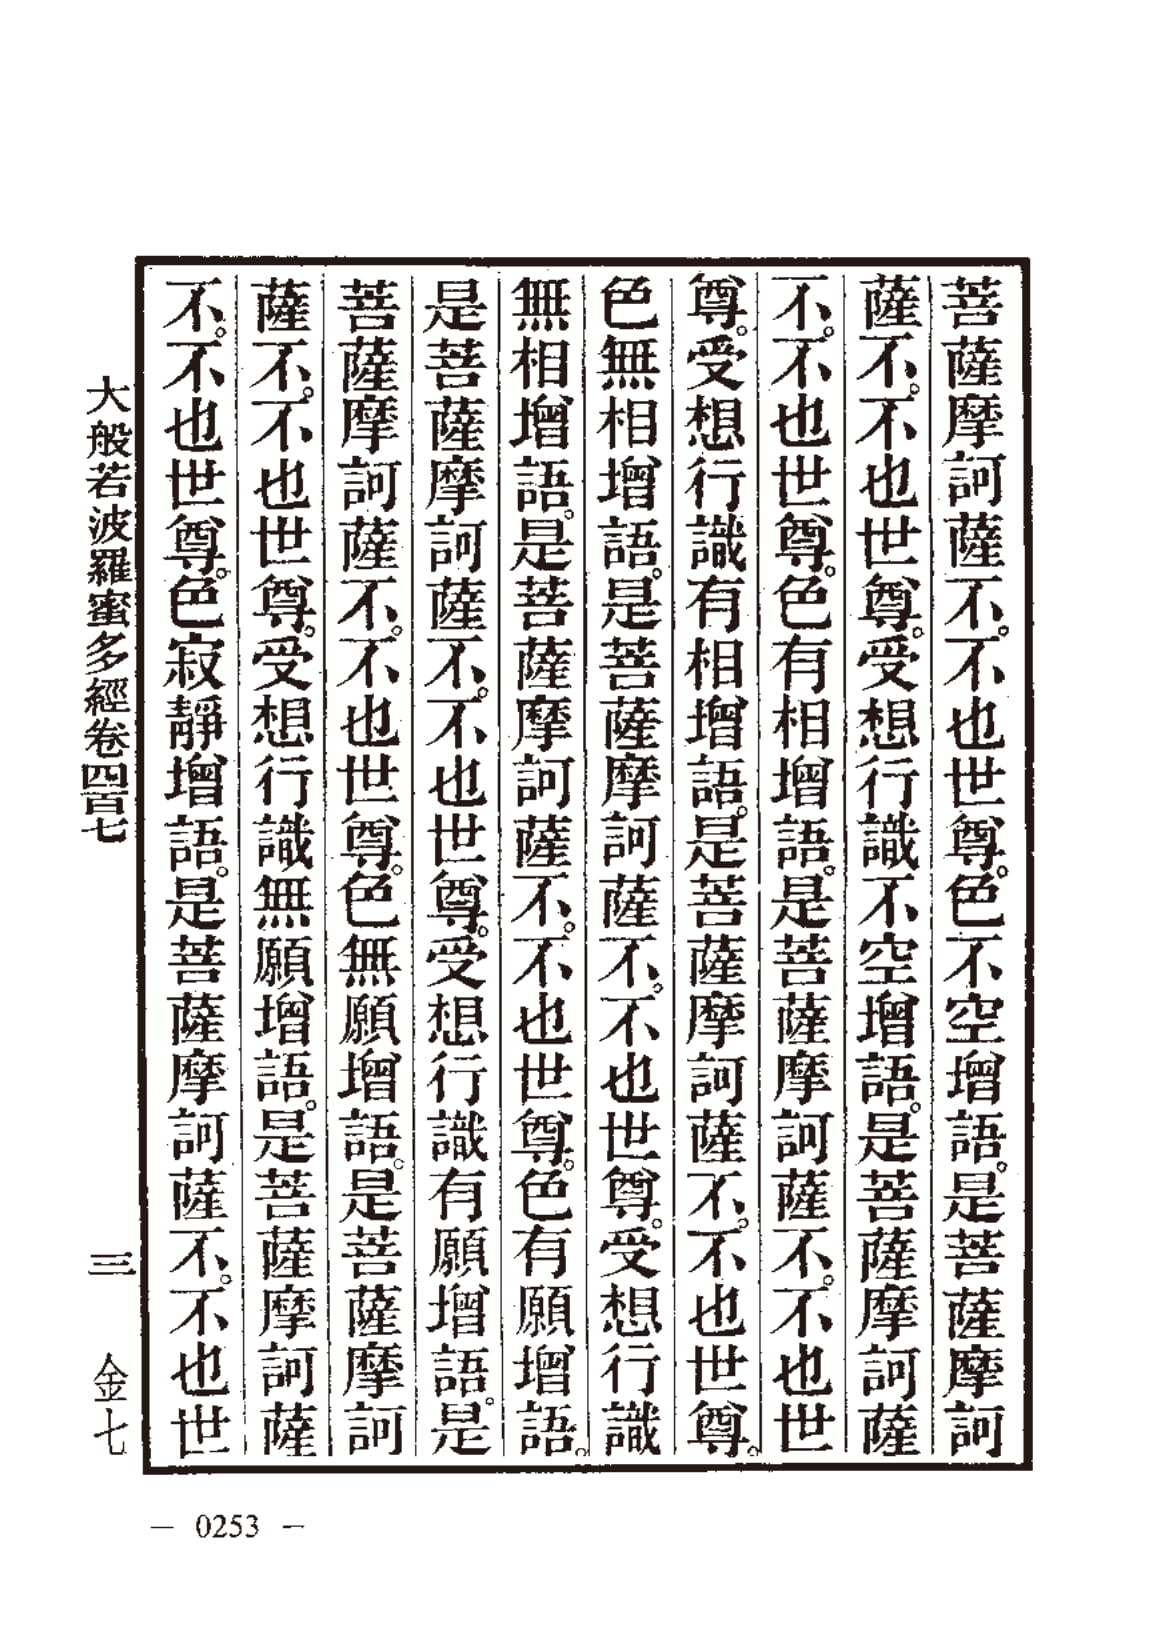 菩薩摩訶薩不。不也世尊。色不空增語。是菩薩摩訶
薩不。不也世尊。受想行識不空增語。是菩薩摩訶薩
不。不也世尊。色有相增語。是菩薩摩訶薩不。不也世
尊。受想行識有相增語。是菩薩摩訶薩不。不也世尊。
色無相增語。是菩薩摩訶薩不。不也世尊。受想行識
無相增語。是菩薩摩訶薩不。不也世尊。色有願增語。
是菩薩摩訶薩不。不也世尊。受想行識有願增語。是
菩薩摩訶薩不。不也世尊。色無願增語。是菩薩摩訶
薩不。不也世尊。受想行識無願增語。是菩薩摩訶薩
不。不也世尊。色寂靜增語。是菩薩摩訶薩不。不也世
大般若波羅蜜多經卷四百七 三 金七
— 0253 —